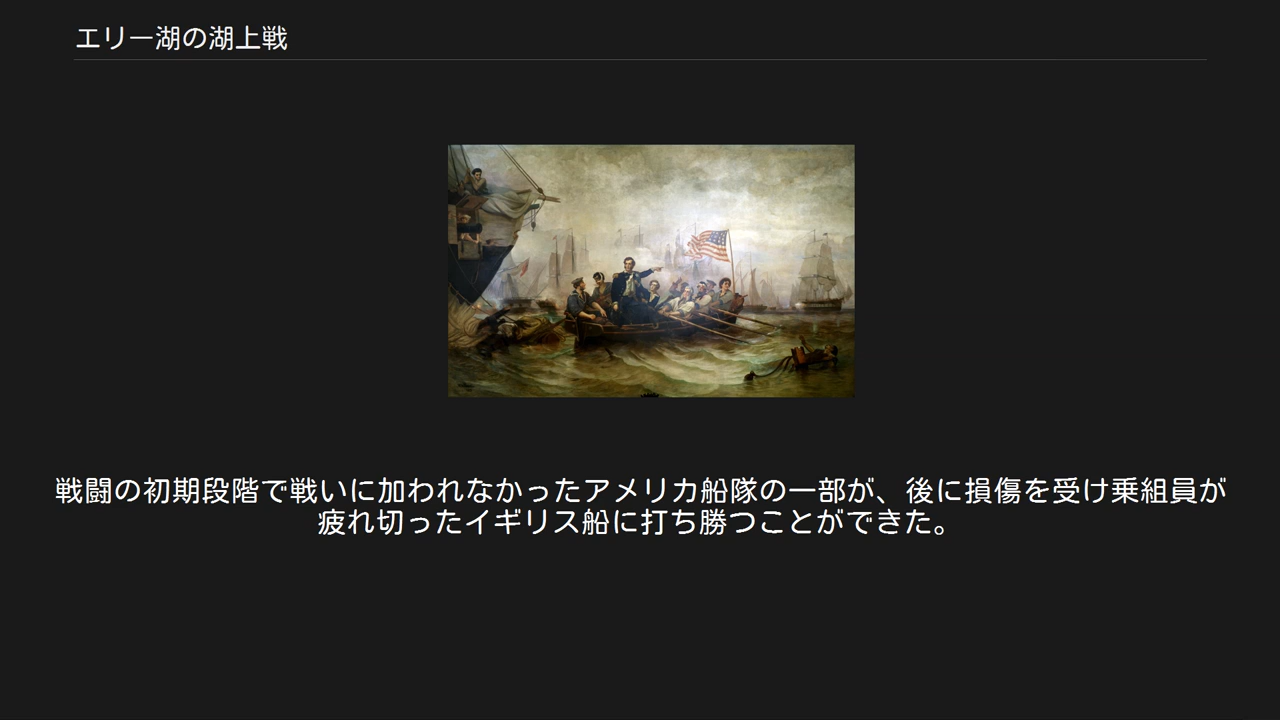 エリー湖の湖上戦
戦闘の初期段階で戦いに加われなかったアメリカ船隊の一部が、後に損傷を受け乗組員が
疲れ切ったイギリス船に打ち勝つことができた。